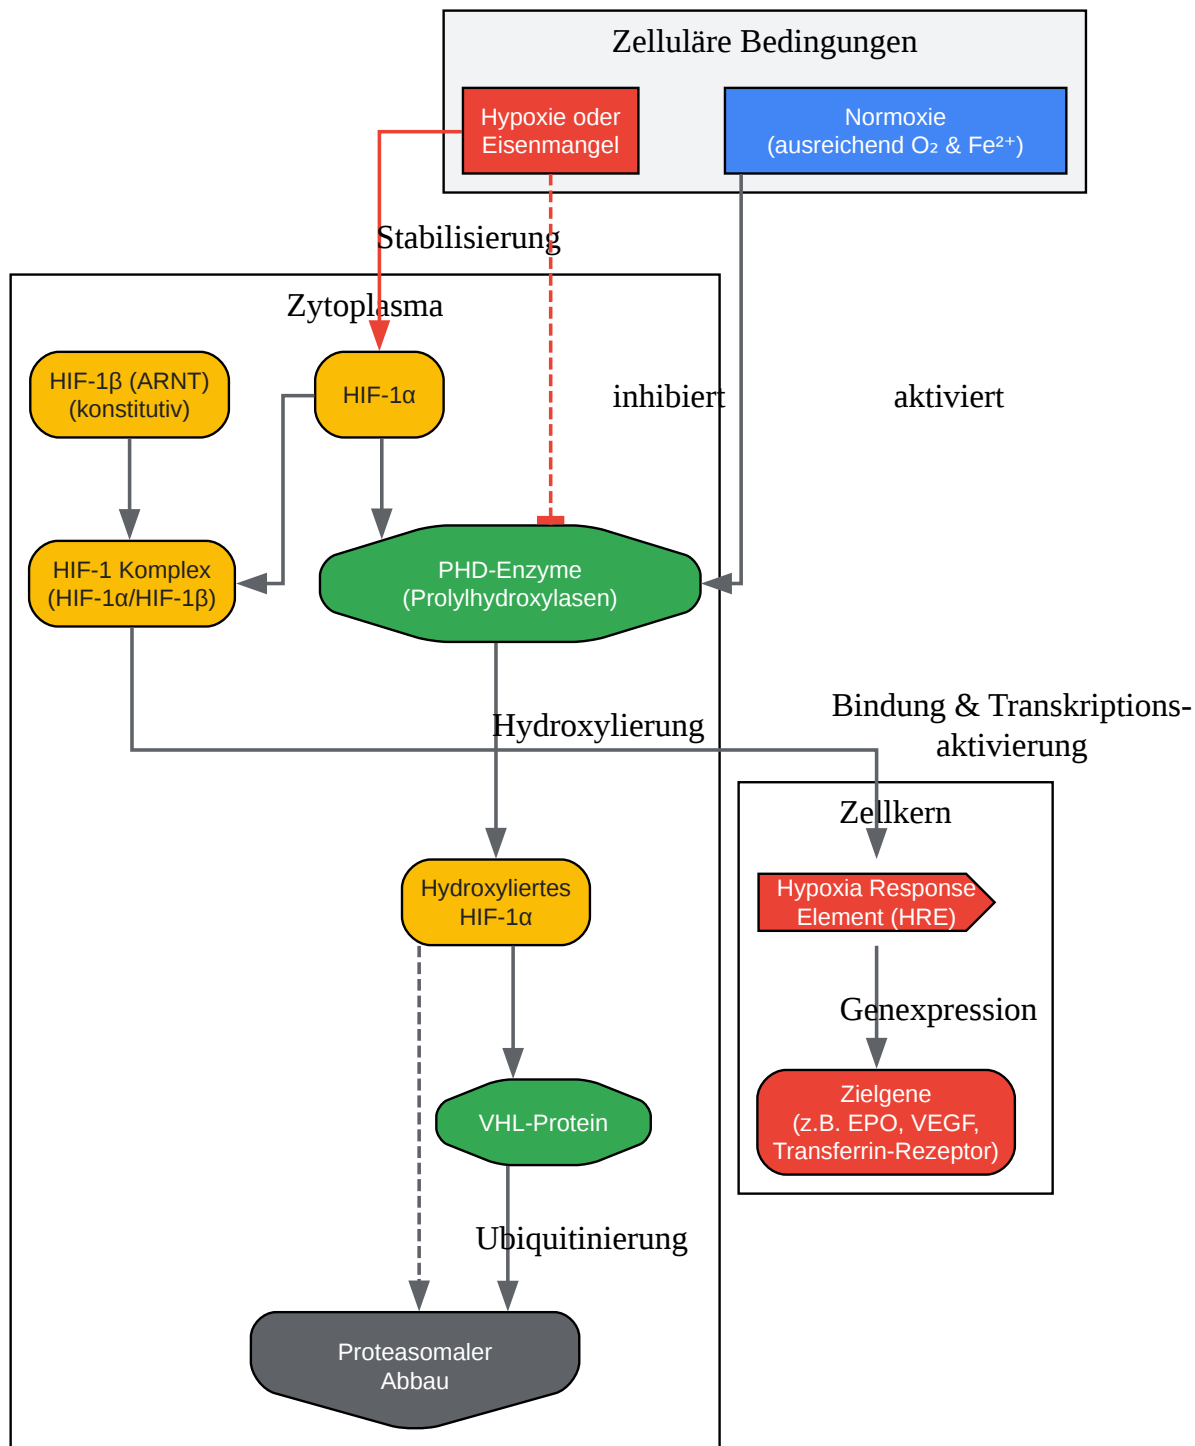 Zelluläre Bedingungen
Hypoxie oder
Eisenmangel
Normoxie
(ausreichend O₂ & Fe²⁺)
Stabilisierung
Zytoplasma
HIF-1β (ARNT)
(konstitutiv)
HIF-1α
inhibiert
aktiviert
HIF-1 Komplex
(HIF-1α/HIF-1β)
PHD-Enzyme
(Prolylhydroxylasen)
Hydroxylierung
Bindung & Transkriptions-
aktivierung
Zellkern
Hydroxyliertes
HIF-1α
Hypoxia Response
Element (HRE)
Genexpression
Zielgene
(z.B. EPO, VEGF,
Transferrin-Rezeptor)
VHL-Protein
Ubiquitinierung
Proteasomaler
Abbau